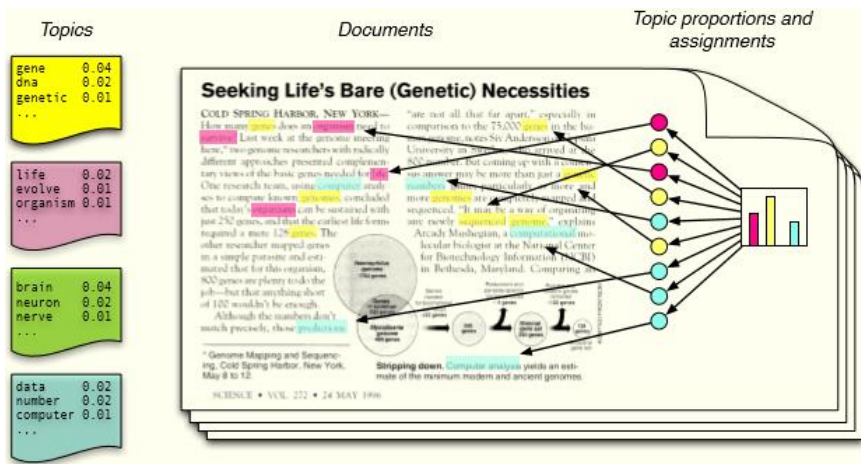 Topics
Documents
Topic proportions and
assignments
gene 0.04
dna 0.02
genetic 0.01
...
life 0.02
evolve 0.01
organism 0.01
...
brain 0.04
neuron 0.02
nerve 0.01
...
data 0.02
number 0.02
computer 0.01
...
Seeking Life's Bare (Genetic) Necessities
COLD SPRING HARBOR, NEW YORK—
How many genes does an organism need to
survive? Last week at the genome meeting
here,* two genome researchers with radically
different approaches presented complemen-
tary views of the basic genes needed for life.
One research team, using computer analy-
ses to compare known genomes, concluded
that today's organisms can be sustained with
just 250 genes, and that the earliest life forms
required a mere 128 genes. The
other researcher mapped genes
in a simple parasite and esti-
mated that for this organism,
800 genes are plenty to do the
job—but that anything short
of 100 wouldn't be enough.
Although the numbers don't
match precisely, those predictions
* Genome Mapping and Sequenc-
ing, Cold Spring Harbor, New York,
May 8 to 12.
"are not all that far apart," especially in
comparison to the 75,000 genes in the hu-
notes Siv Andersson
University in arrived at the
800 number. But coming up with a consen-
sus answer may be more than just a genetic
numbers particularly more and
more genomes are completely mapped and
sequenced. "It may be a way of organizing
any newly sequenced genome," explains
Arcady Mushegian, a computational mo-
lecular biologist at the National Center
for Biotechnology Information (NCBI)
in Bethesda, Maryland. Comparing an
Stripping down. Computer analysis yields an esti-
mate of the minimum modern and ancient genomes.
SCIENCE • VOL. 272 • 24 MAY 1996